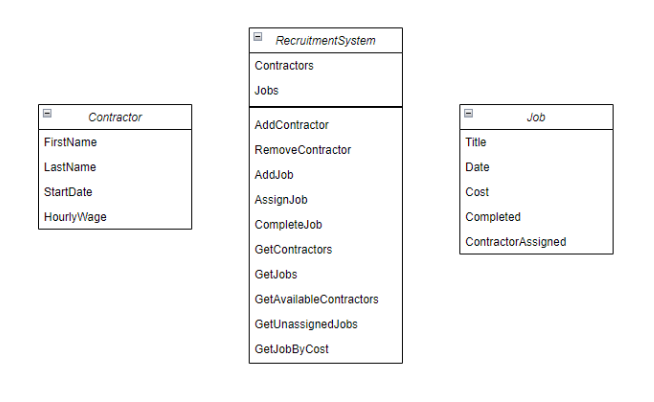 Contractor
FirstName
LastName
StartDate
HourlyWage
RecruitmentSystem
Contractors
Jobs
AddContractor
RemoveContractor
AddJob
AssignJob
CompleteJob
GetContractors
GetJobs
GetAvailableContractors
GetUnassignedJobs
GetJobByCost
Job
Title
Date
Cost
Completed
ContractorAssigned